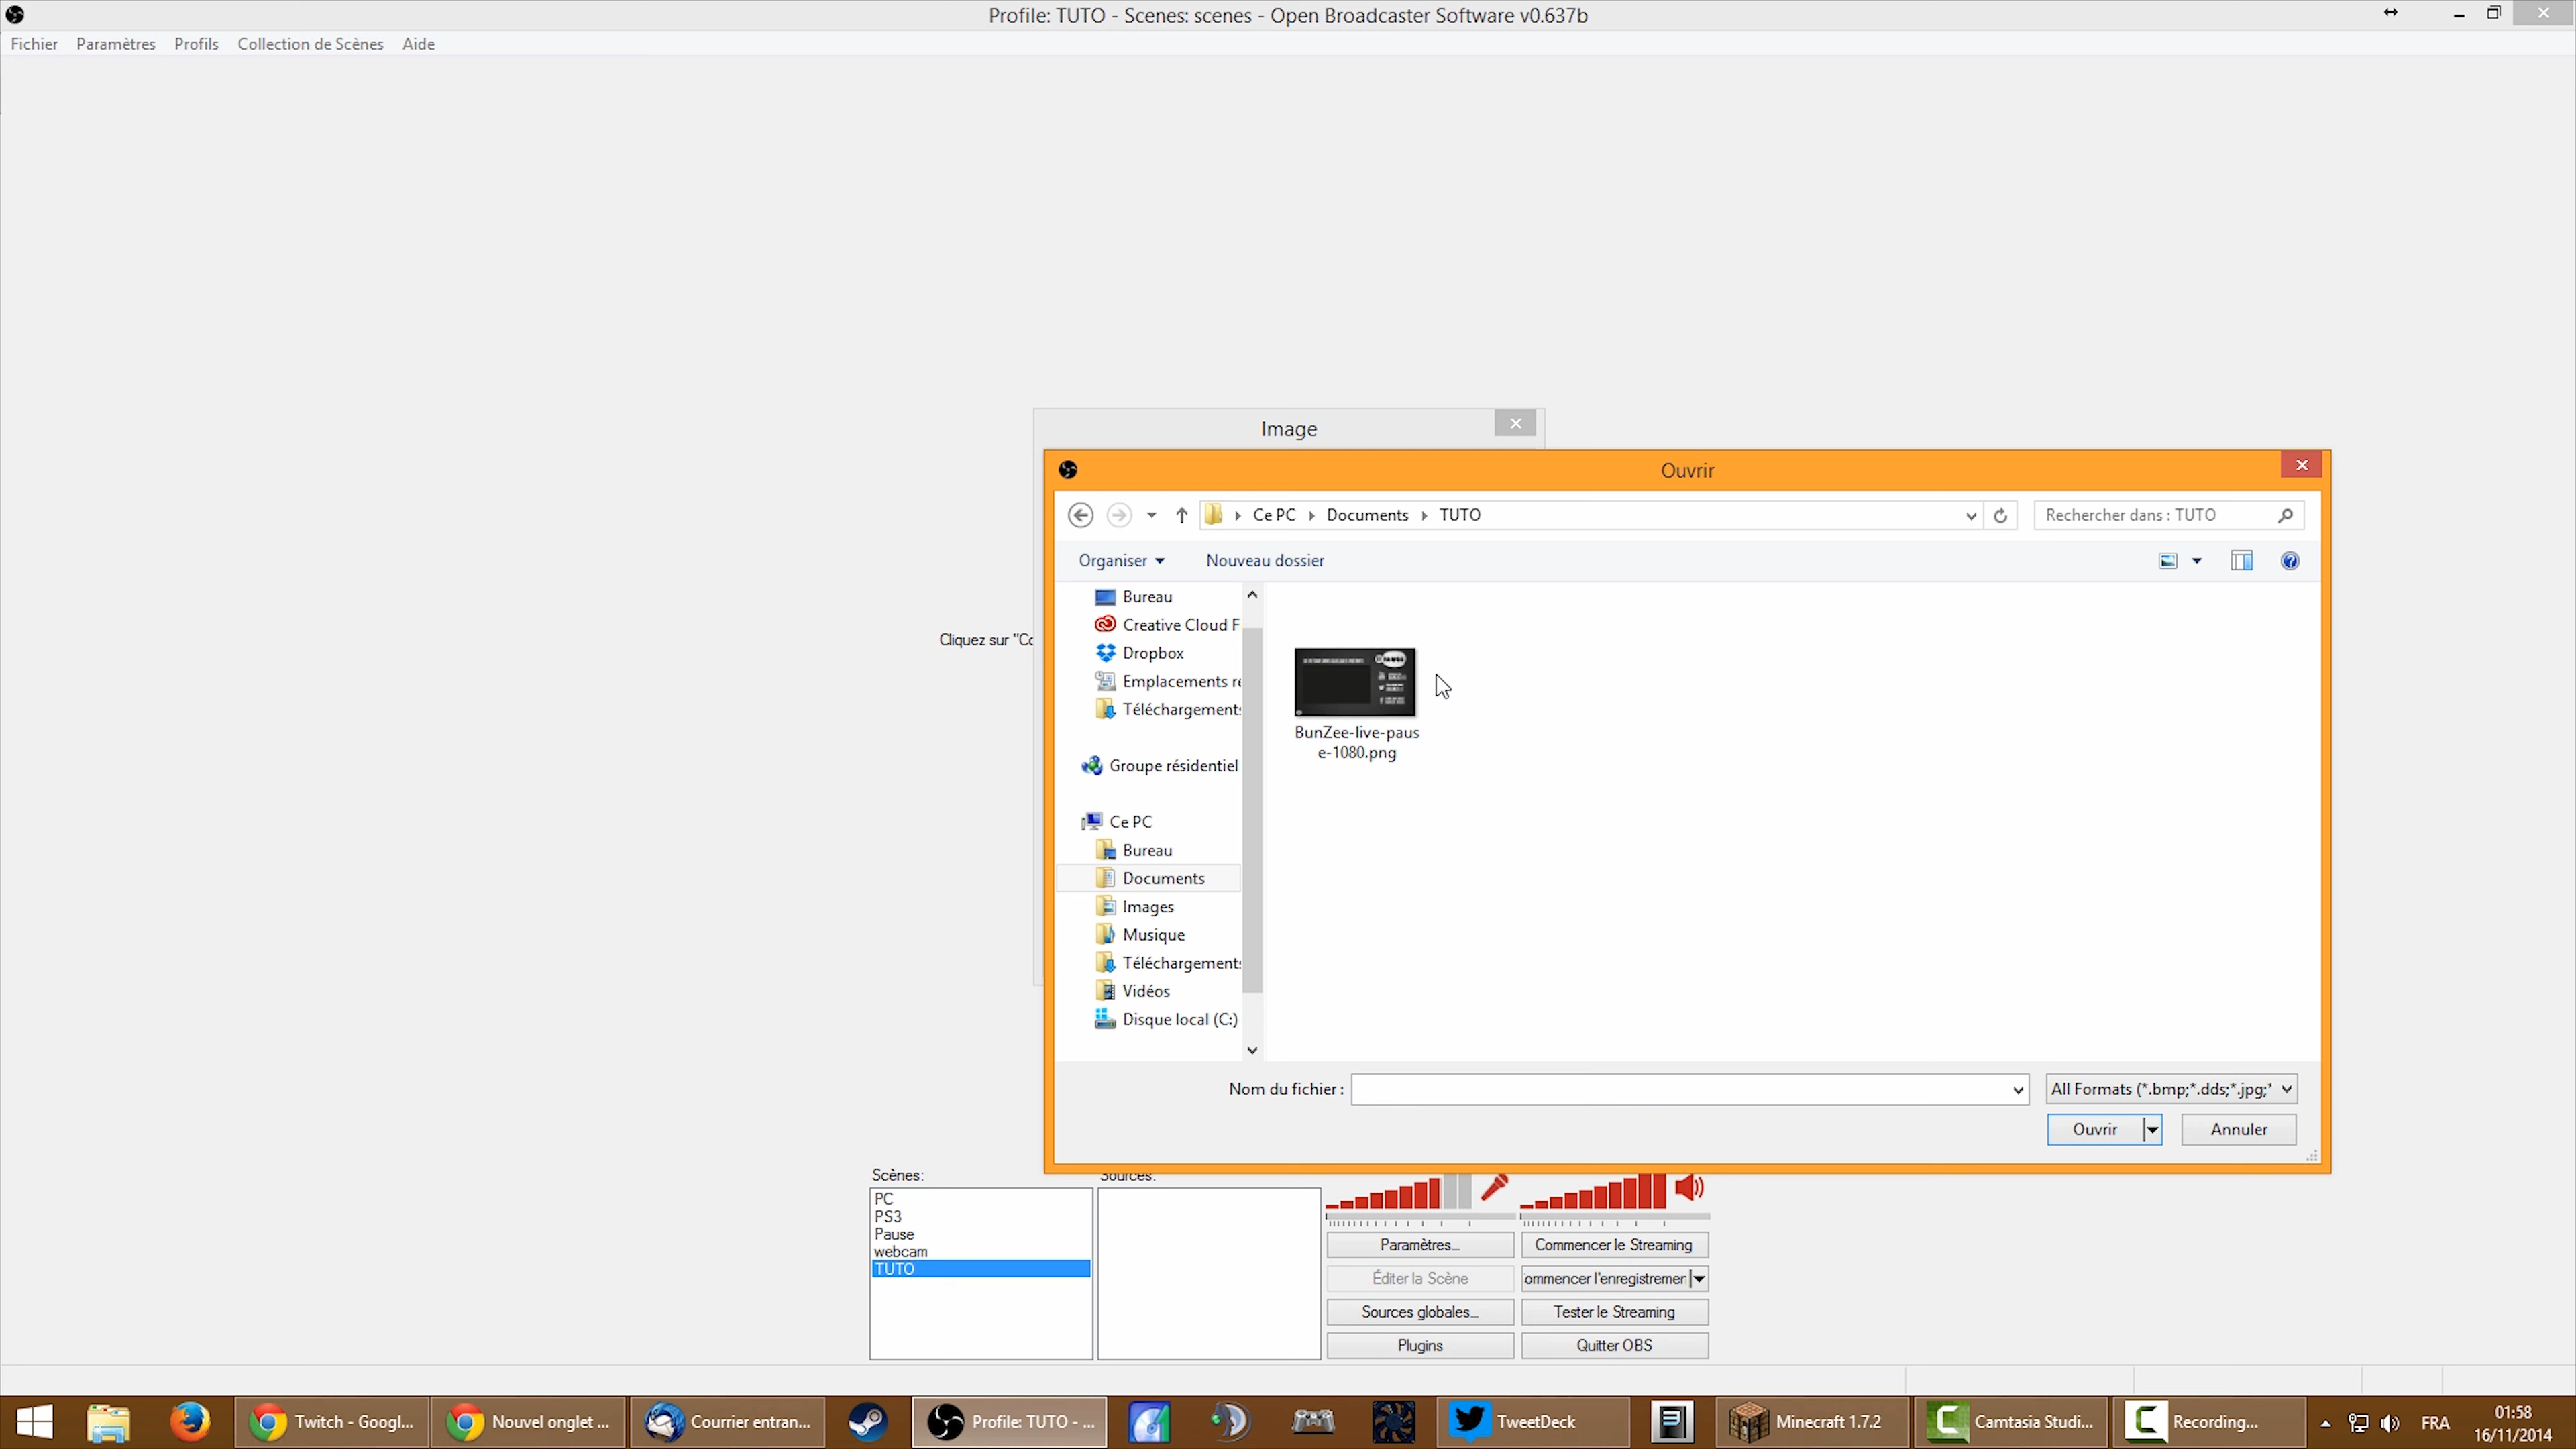 Profile: TUTO - Scenes: scenes - Open Broadcaster Software v0.637b
Fichier Paramètres Profils Collection de Scènes Aide
Image
Ouvrir
Ce PC Documents TUTO
Rechercher dans : TUTO
Organiser Nouveau dossier
Bureau
Creative Cloud F
Dropbox
Emplacements ré
Téléchargements
Groupe résidentiel
Ce PC
Bureau
Documents
Images
Musique
Téléchargements
Vidéos
Disque local (C:)
Cliquez sur "Co
BunZee-live-paus
e-1080.png
Nom du fichier :
All Formats (*.bmp;*.dds;*.jpg;*
Ouvrir Annuler
Scènes:
PC
PS3
Pause
webcam
TUTO
Sources:
Paramètres... Commencer le Streaming
Éditer la Scène ommencer l'enregistremer
Sources globales... Tester le Streaming
Plugins Quitter OBS
Twitch - Googl...
Nouvel onglet ...
Courrier entran...
Profile: TUTO - ...
TweetDeck
Minecraft 1.7.2
Camtasia Studi...
Recording...
FRA
01:58
16/11/2014